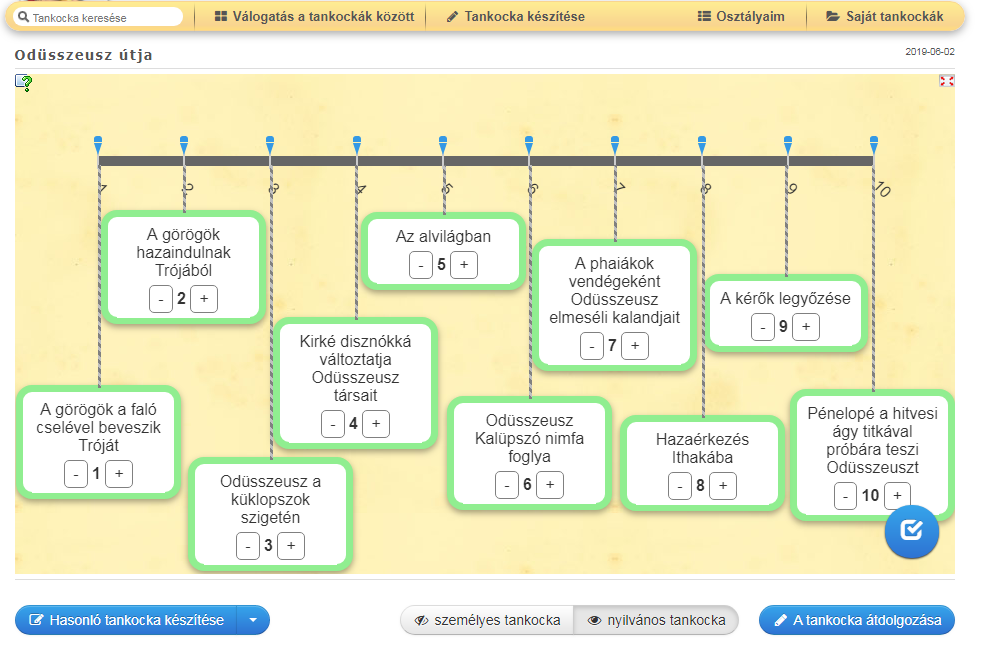 Tankocka keresése
Válogatás a tankockák között
Tankocka készítése
Osztályaim
Saját tankockák
Odüsszeusz útja
2019-06-02
1
2
3
4
5
6
7
8
9
10
A görögök a faló
cselével beveszik
Tróját
- 1 +
A görögök
hazaindulnak
Trójából
- 2 +
Odüsszeusz a
küklopszok
szigetén
- 3 +
Kirké disznókká
változtatja
Odüsszeusz
társait
- 4 +
Az alvilágban
- 5 +
Odüsszeusz
Kalüpszó nimfa
foglya
- 6 +
A phaiákok
vendégeként
Odüsszeusz
elmeséli kalandjait
- 7 +
Hazaérkezés
Ithakába
- 8 +
A kérők legyőzése
- 9 +
Pénelopé a hitvesi
ágy titkával
próbára teszi
Odüsszeuszt
- 10 +
Hasonló tankocka készítése
személyes tankocka
nyilvános tankocka
A tankocka átdolgozása